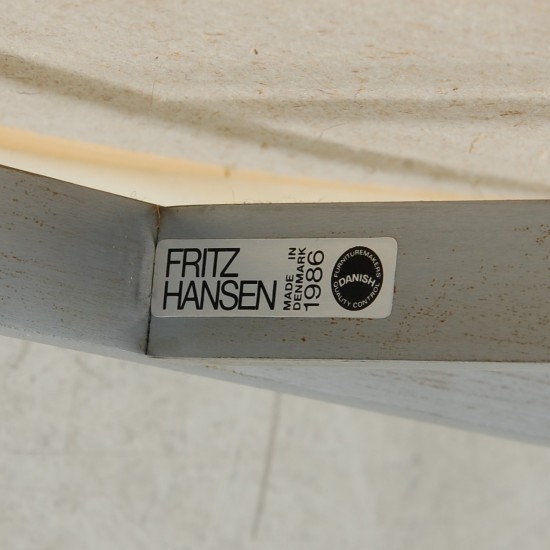 FRITZ
HANSEN
MADE IN
DENMARK
1986
FURNITUREMAKERS
DANISH
QUALITY CONTROL